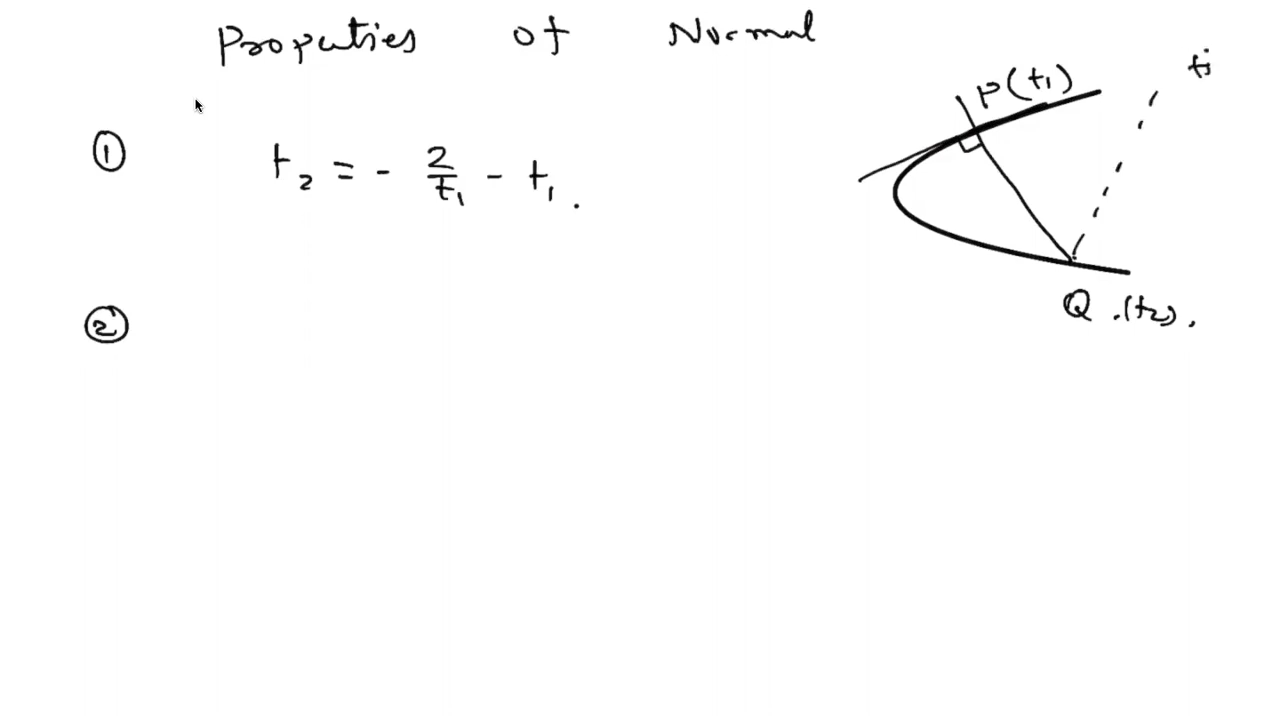 Properties of Normal
P(t₁)
① t₂ = - 2/t₁ - t₁.
Q.(t₂).
②